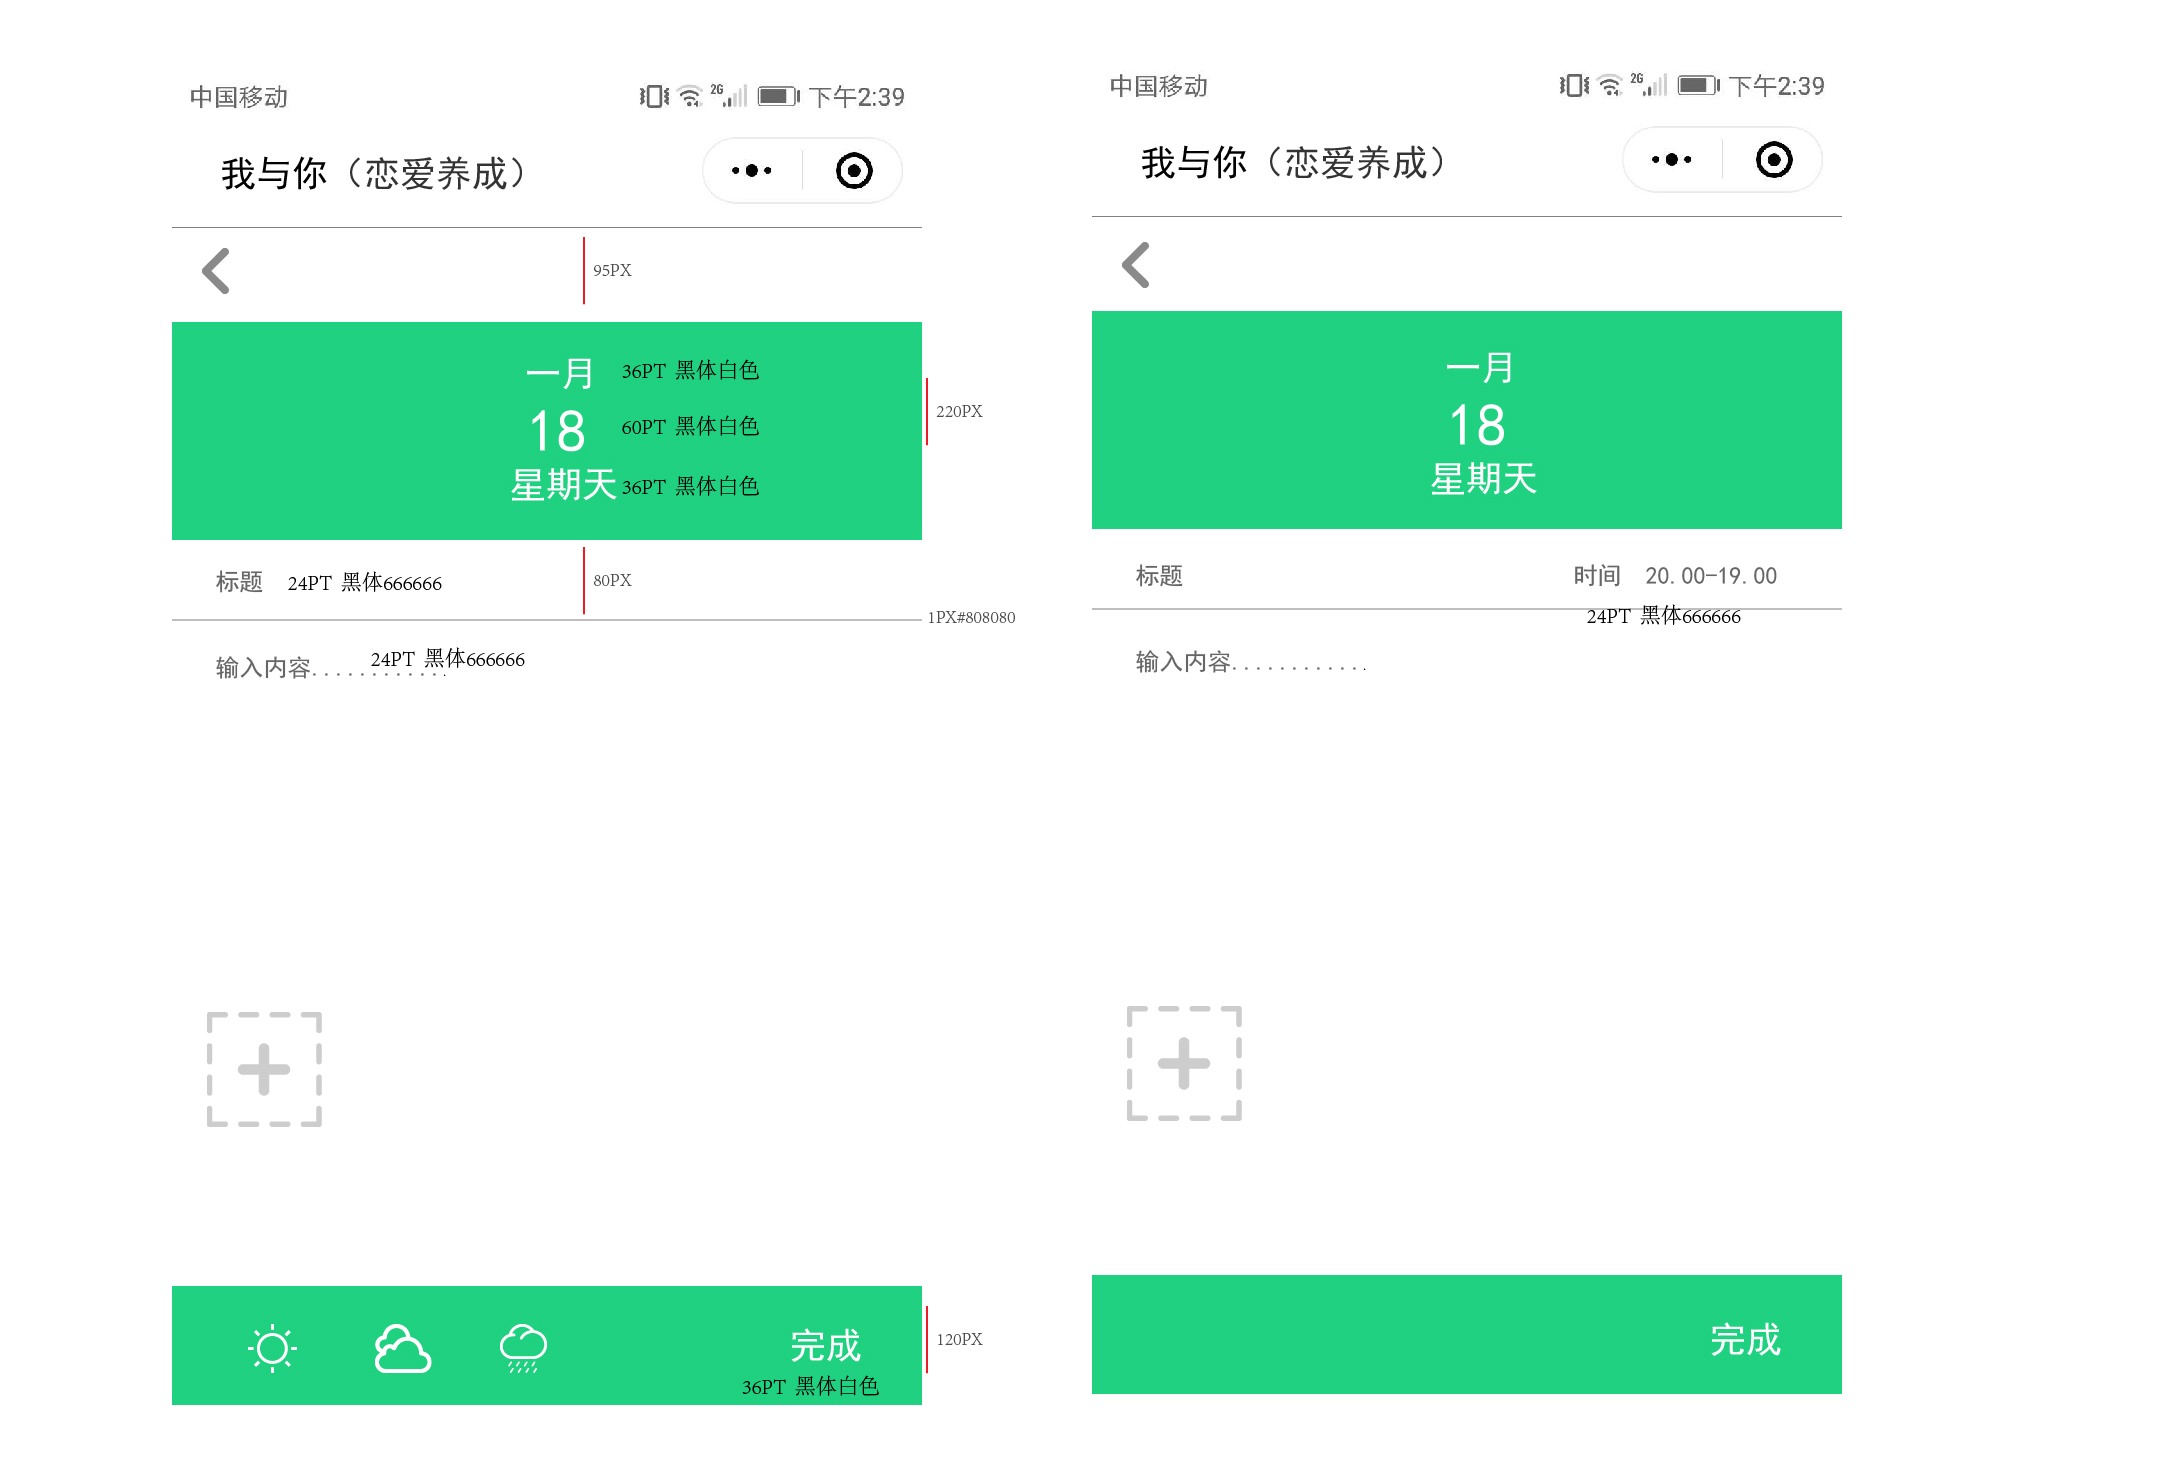 中国移动 2G 下午2:39
我与你（恋爱养成）
95PX
一月 36PT 黑体白色
18 60PT 黑体白色
220PX
星期天 36PT 黑体白色
标题 24PT 黑体666666
80PX
1PX#808080
输入内容............ 24PT 黑体666666
完成
36PT 黑体白色
120PX
中国移动 2G 下午2:39
我与你（恋爱养成）
一月
18
星期天
标题 时间 20.00-19.00
24PT 黑体666666
输入内容............
完成